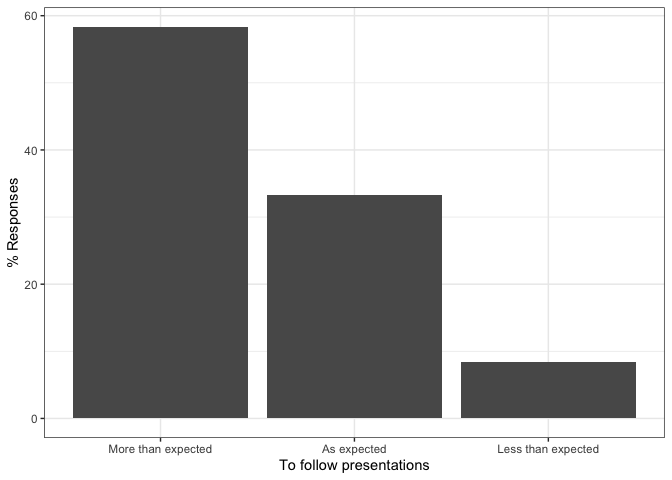 60
40
20
0
% Responses
More than expected
As expected
Less than expected
To follow presentations